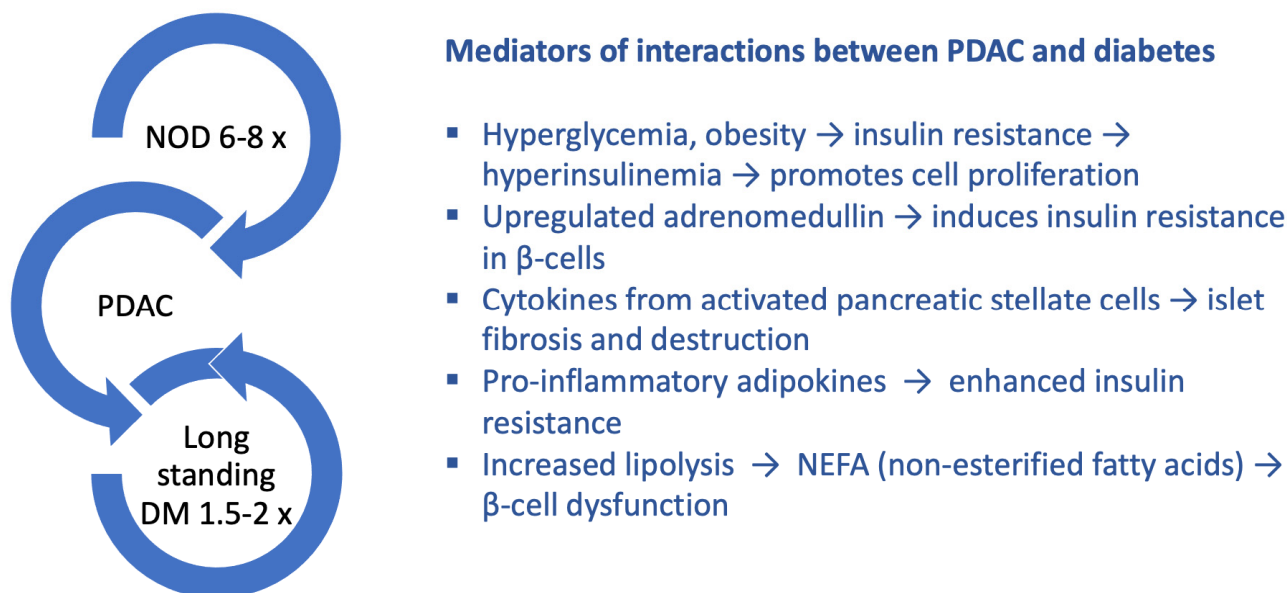 NOD 6-8 x
PDAC
Long
standing
DM 1.5-2 x
Mediators of interactions between PDAC and diabetes
▪ Hyperglycemia, obesity → insulin resistance →
hyperinsulinemia → promotes cell proliferation
▪ Upregulated adrenomedullin → induces insulin resistance
in β-cells
▪ Cytokines from activated pancreatic stellate cells → islet
fibrosis and destruction
▪ Pro-inflammatory adipokines → enhanced insulin
resistance
▪ Increased lipolysis → NEFA (non-esterified fatty acids) →
β-cell dysfunction